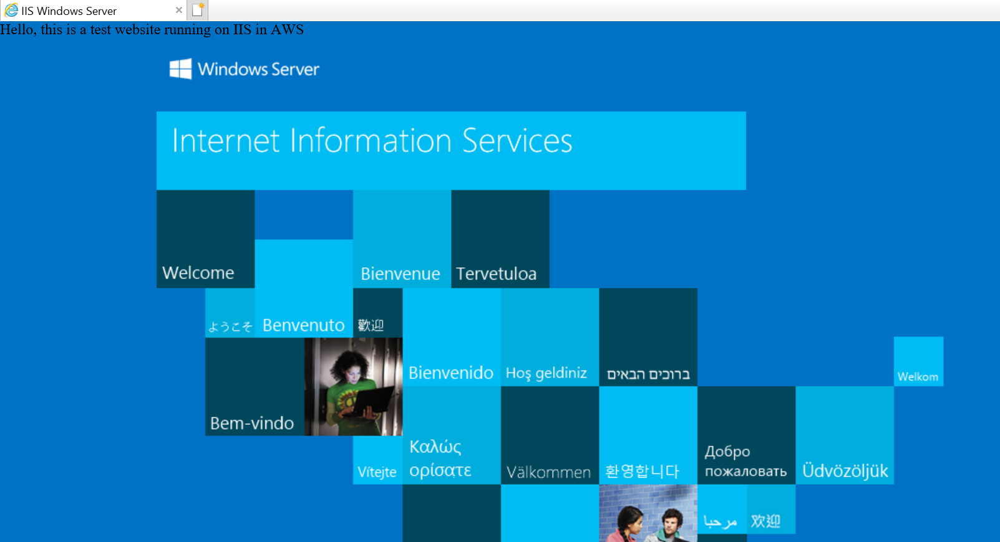 IIS Windows Server
Hello, this is a test website running on IIS in AWS
Windows Server
Internet Information Services
Welcome
Bienvenue
Tervetuloa
ようこそ
Benvenuto
歡迎
Bienvenido
Hoş geldiniz
ברוכים הבאים
Welkom
Bem-vindo
Vítejte
Καλώς
ορίσατε
Välkommen
환영합니다
Добро
пожаловать
Üdvözöljük
مرحبا
欢迎